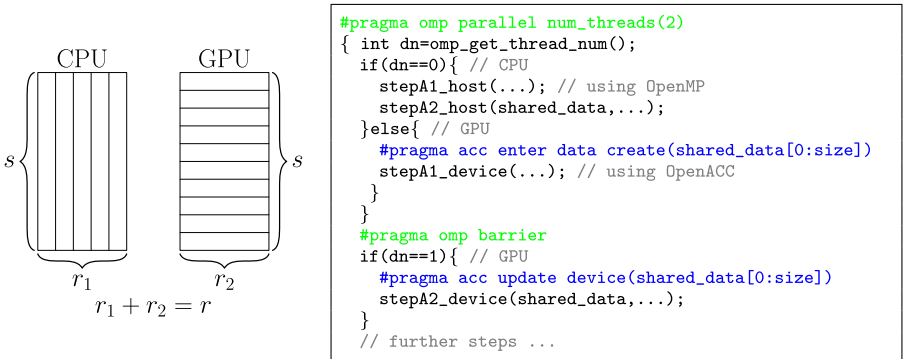 CPU GPU
s s
r1 r2
r1 + r2 = r
#pragma omp parallel num_threads(2)
{ int dn=omp_get_thread_num();
if(dn==0){ // CPU
stepA1_host(...); // using OpenMP
stepA2_host(shared_data,...);
}else{ // GPU
#pragma acc enter data create(shared_data[0:size])
stepA1_device(...); // using OpenACC
}
}
#pragma omp barrier
if(dn==1){ // GPU
#pragma acc update device(shared_data[0:size])
stepA2_device(shared_data,...);
}
// further steps ...